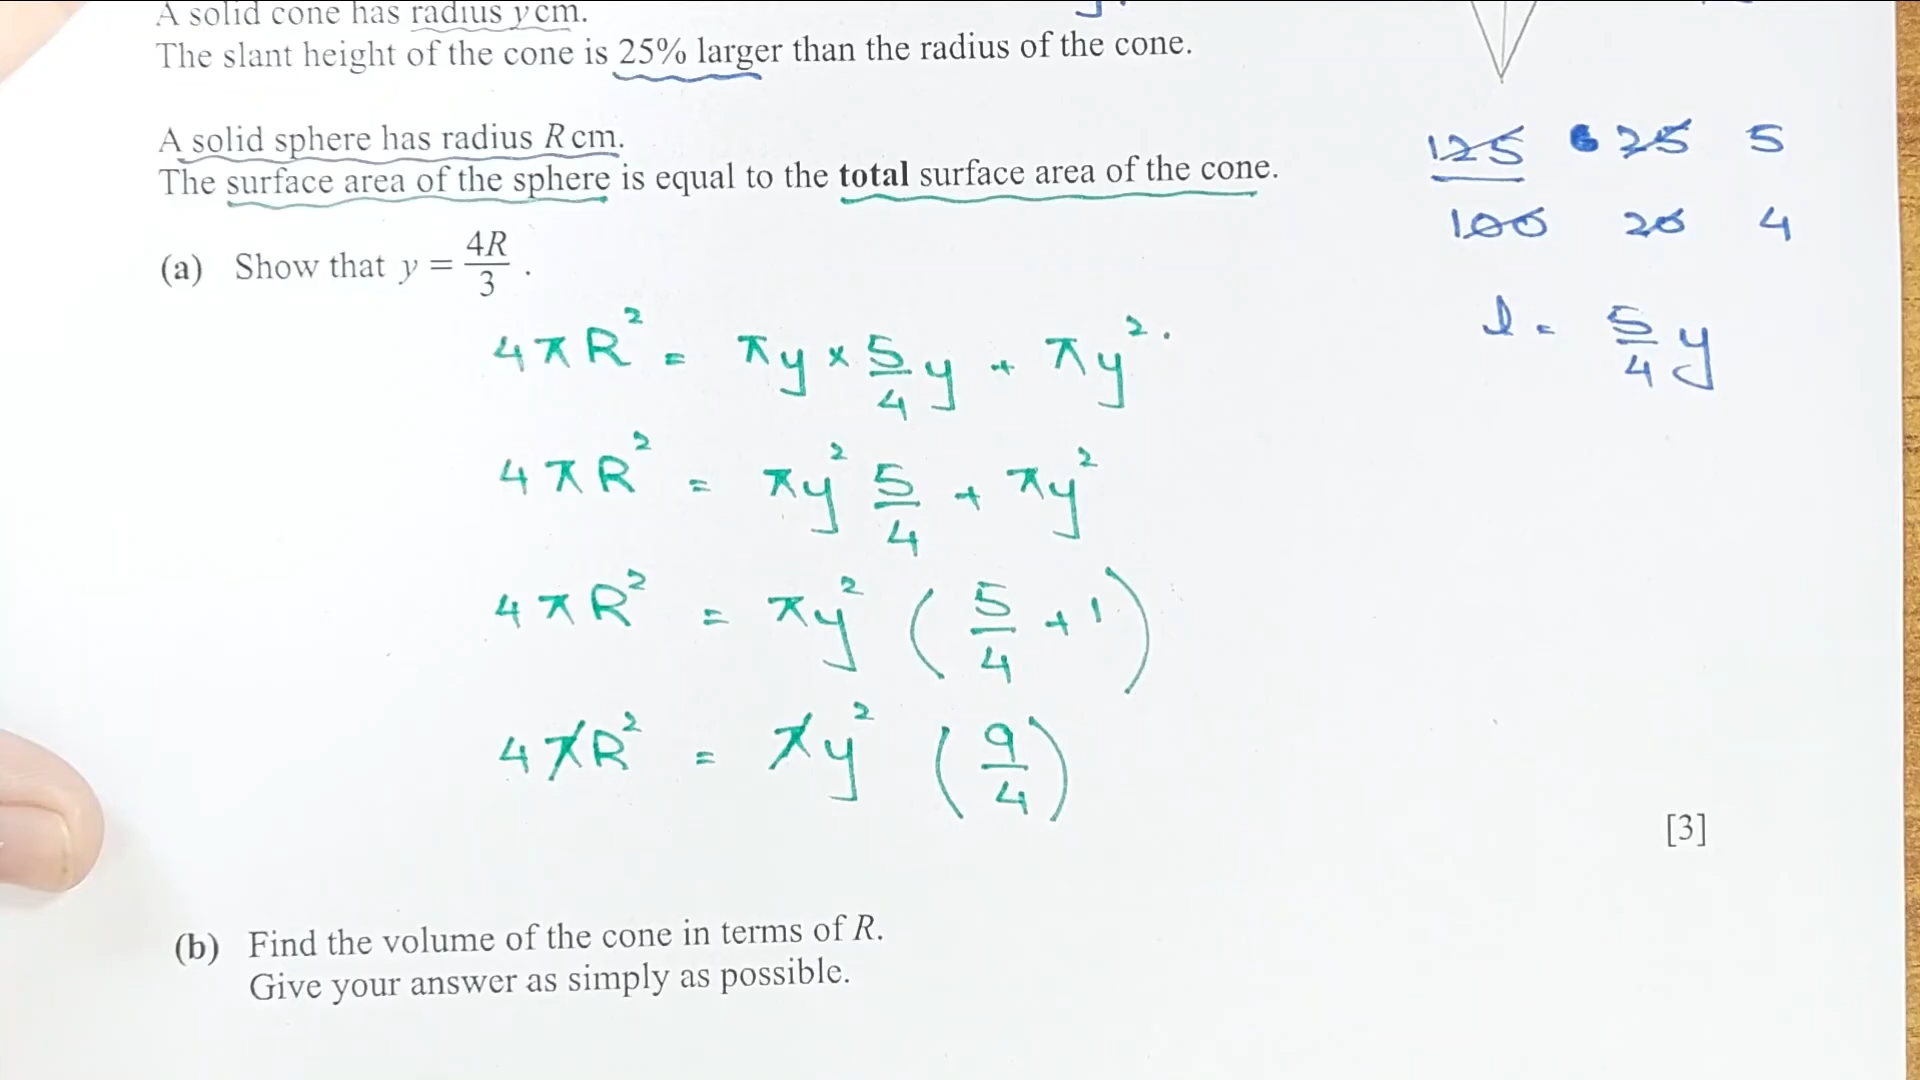 A solid cone has radius y cm.
The slant height of the cone is 25% larger than the radius of the cone.
A solid sphere has radius R cm.
The surface area of the sphere is equal to the total surface area of the cone.
125 25 5
100 20 4
(a) Show that y = 4R/3 .
l = 5/4 y
4πR² = πy × 5/4 y + πy².
4πR² = πy² 5/4 + πy²
4πR² = πy² (5/4 + 1)
4πR² = πy² (9/4)
[3]
(b) Find the volume of the cone in terms of R.
Give your answer as simply as possible.